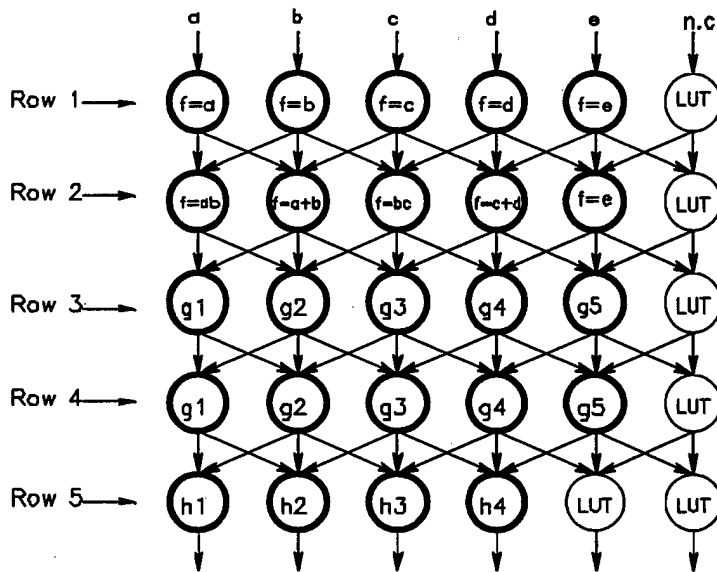 a b c d e n.c
Row 1 f=a f=b f=c f=d f=e LUT
Row 2 f=ab f=a+b f=bc f=c+d f=e LUT
Row 3 g1 g2 g3 g4 g5 LUT
Row 4 g1 g2 g3 g4 g5 LUT
Row 5 h1 h2 h3 h4 LUT LUT